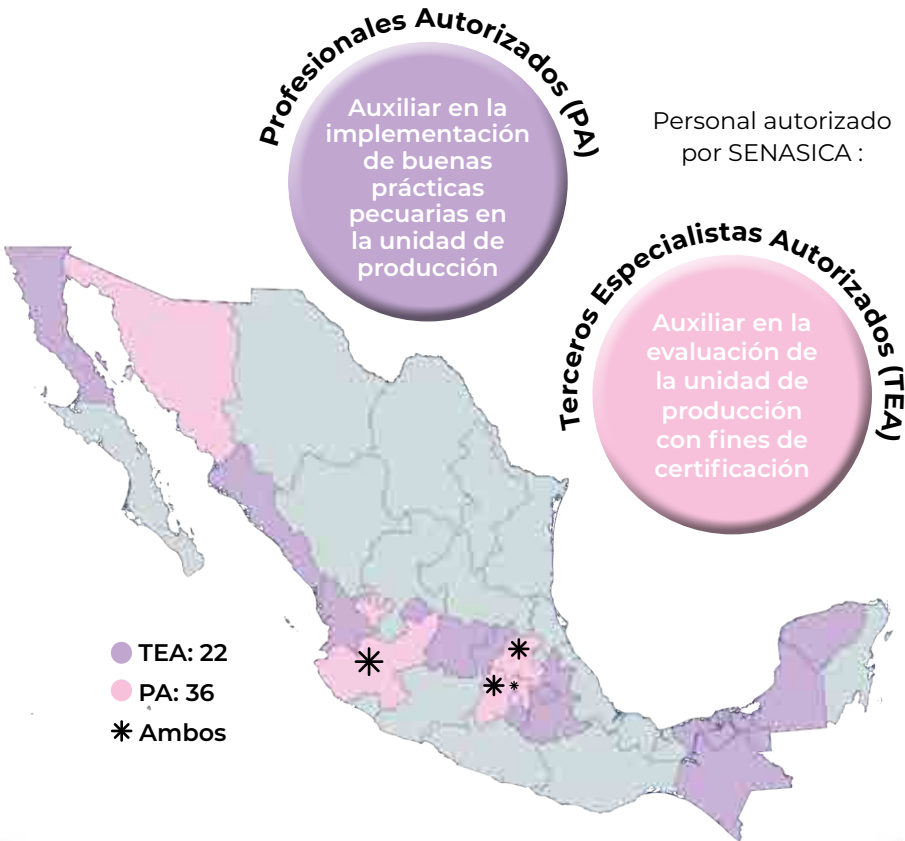 Profesionales Autorizados (PA)
Auxiliar en la
implementación
de buenas
prácticas
pecuarias en
la unidad de
producción
Personal autorizado
por SENASICA :
Terceros Especialistas Autorizados (TEA)
Auxiliar en la
evaluación de
la unidad de
producción
con fines de
certificación
TEA: 22
PA: 36
Ambos